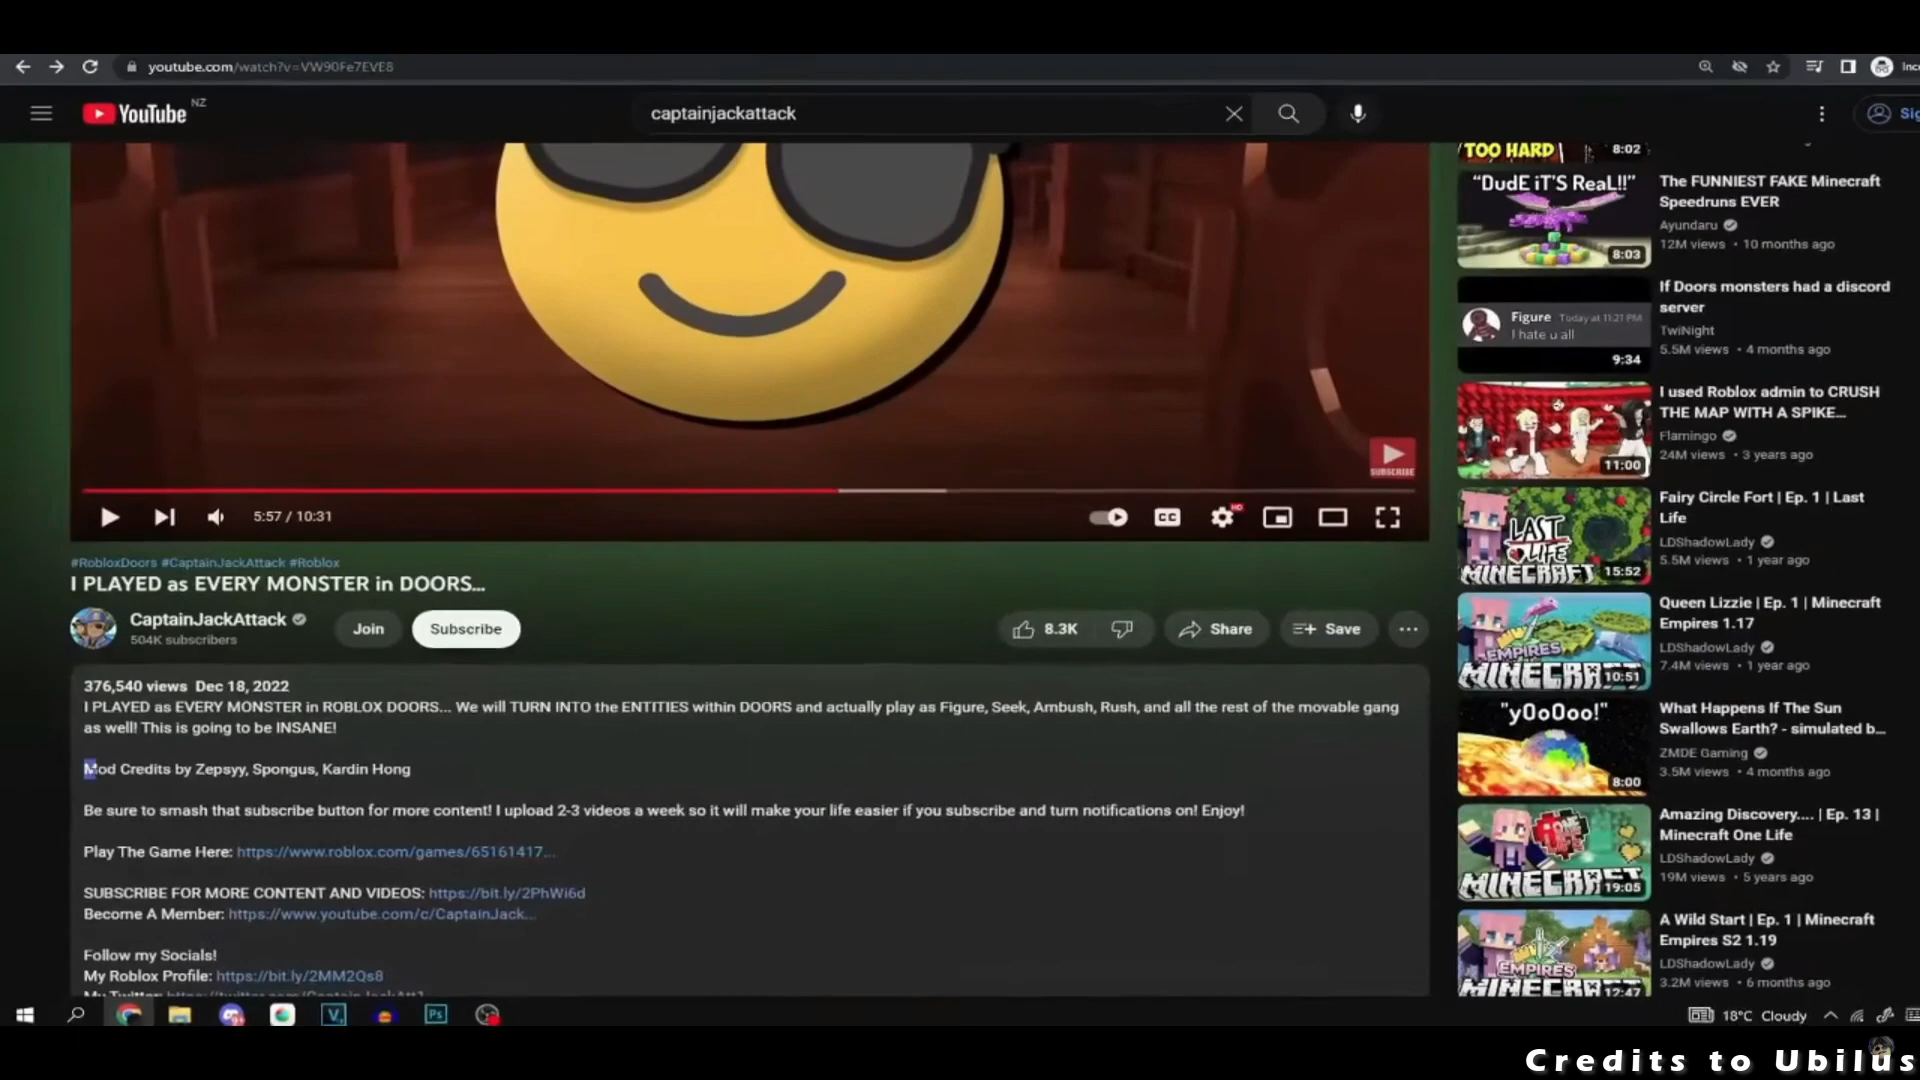 youtube.com/watch?v=VW90Fe7EVE8
Inc
YouTube NZ
captainjackattack
Sig
SUBSCRIBE
5:57 / 10:31
CC
HD
#RobloxDoors #CaptainJackAttack #Roblox
I PLAYED as EVERY MONSTER in DOORS...
CaptainJackAttack
504K subscribers
Join
Subscribe
8.3K
Share
Save
376,540 views Dec 18, 2022
I PLAYED as EVERY MONSTER in ROBLOX DOORS... We will TURN INTO the ENTITIES within DOORS and actually play as Figure, Seek, Ambush, Rush, and all the rest of the movable gang
as well! This is going to be INSANE!
Mod Credits by Zepsyy, Spongus, Kardin Hong
Be sure to smash that subscribe button for more content! I upload 2-3 videos a week so it will make your life easier if you subscribe and turn notifications on! Enjoy!
Play The Game Here: https://www.roblox.com/games/65161417...
SUBSCRIBE FOR MORE CONTENT AND VIDEOS: https://bit.ly/2PhWi6d
Become A Member: https://www.youtube.com/c/CaptainJack...
Follow my Socials!
My Roblox Profile: https://bit.ly/2MM2Qs8
TOO HARD
8:02
"DudE iT'S ReaL!!"
8:03
The FUNNIEST FAKE Minecraft
Speedruns EVER
Ayundaru
12M views • 10 months ago
Figure Today at 11:21 PM
I hate u all
9:34
If Doors monsters had a discord
server
TwiNight
5.5M views • 4 months ago
11:00
I used Roblox admin to CRUSH
THE MAP WITH A SPIKE...
Flamingo
24M views • 3 years ago
LAST
LIFE
MINECRAFT
15:52
Fairy Circle Fort | Ep. 1 | Last
Life
LDShadowLady
5.5M views • 1 year ago
EMPIRES
MINECRAFT
10:51
Queen Lizzie | Ep. 1 | Minecraft
Empires 1.17
LDShadowLady
7.4M views • 1 year ago
"yOoOoo!"
8:00
What Happens If The Sun
Swallows Earth? - simulated b...
ZMDE Gaming
3.5M views • 4 months ago
ONE
MINECRAFT
19:05
Amazing Discovery.... | Ep. 13 |
Minecraft One Life
LDShadowLady
19M views • 5 years ago
EMPIRES
MINECRAFT
12:47
A Wild Start | Ep. 1 | Minecraft
Empires S2 1.19
LDShadowLady
3.2M views • 6 months ago
Ps
18°C Cloudy
Credits to Ubilus